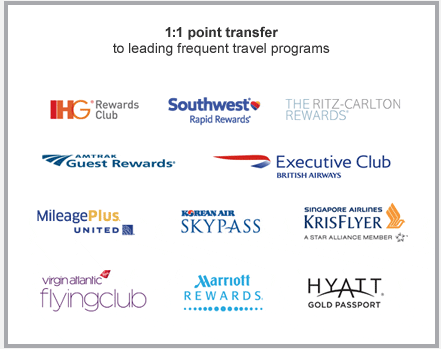 1:1 point transfer
to leading frequent travel programs
IHG® Rewards
Club
Southwest®
Rapid Rewards®
THE RITZ-CARLTON
REWARDS®
AMTRAK
Guest Rewards®
Executive Club
BRITISH AIRWAYS
MileagePlus
UNITED
KOREAN AIR
SKYPASS
SINGAPORE AIRLINES
KRISFLYER
A STAR ALLIANCE MEMBER
virgin atlantic
flyingclub
Marriott
REWARDS®
HYATT
GOLD PASSPORT